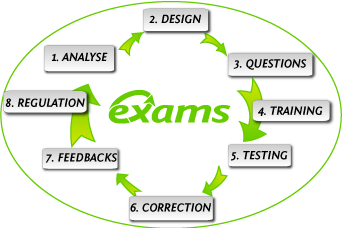 1. ANALYSE
2. DESIGN
3. QUESTIONS
4. TRAINING
5. TESTING
6. CORRECTION
7. FEEDBACKS
8. REGULATION
exams